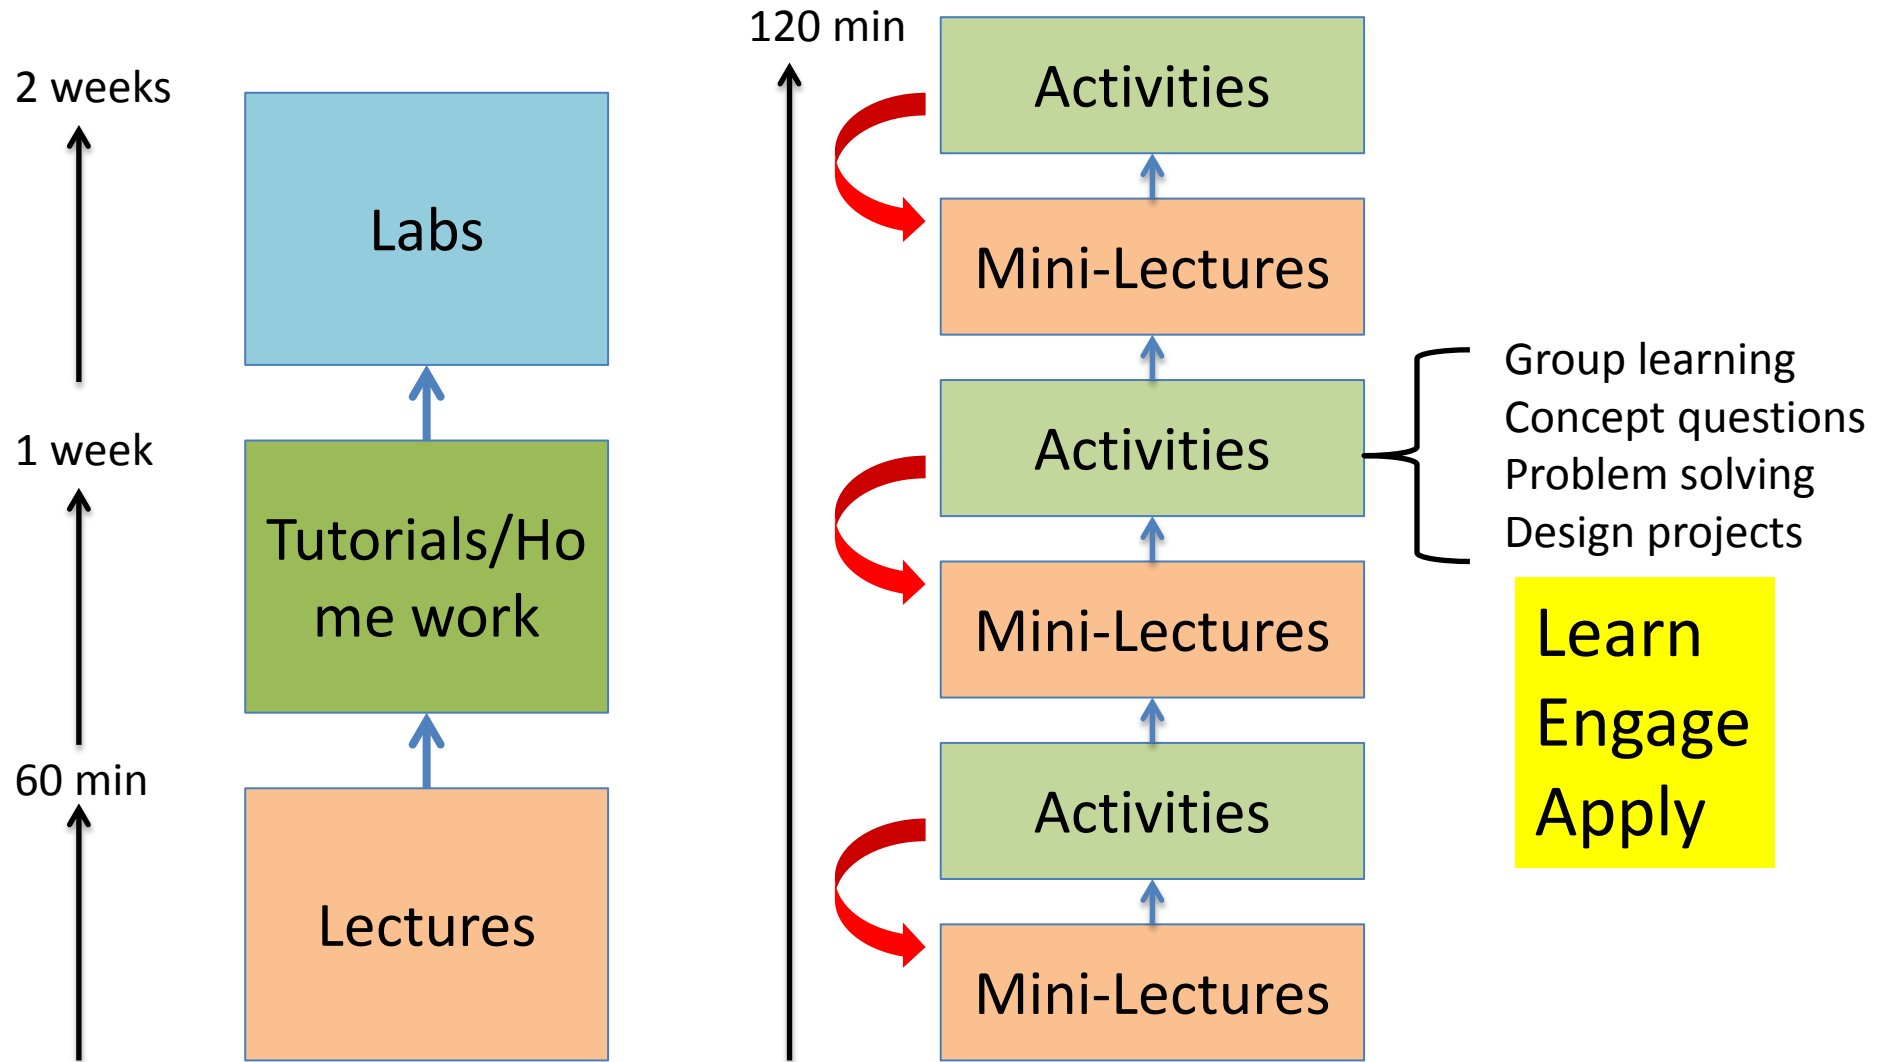 2 weeks
Labs
1 week
Tutorials/Ho
me work
60 min
Lectures
120 min
Activities
Mini-Lectures
Activities
Mini-Lectures
Activities
Mini-Lectures
Group learning
Concept questions
Problem solving
Design projects
Learn
Engage
Apply